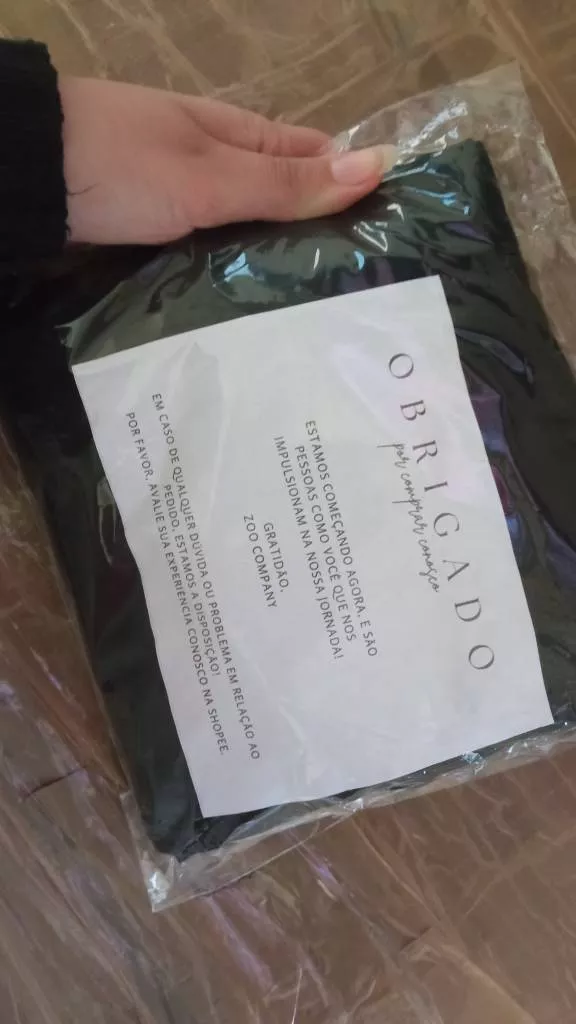 OBRIGADO
por comprar conosco
ESTAMOS COMEÇANDO AGORA, E SÃO
PESSOAS COMO VOCÊ QUE NOS
IMPULSIONAM NA NOSSA JORNADA!
GRATIDÃO,
ZOO COMPANY
EM CASO DE QUALQUER DÚVIDA OU PROBLEMA EM RELAÇÃO AO
PEDIDO, ESTAMOS A DISPOSIÇÃO!
POR FAVOR, AVALIE SUA EXPERIÊNCIA CONOSCO NA SHOPEE.